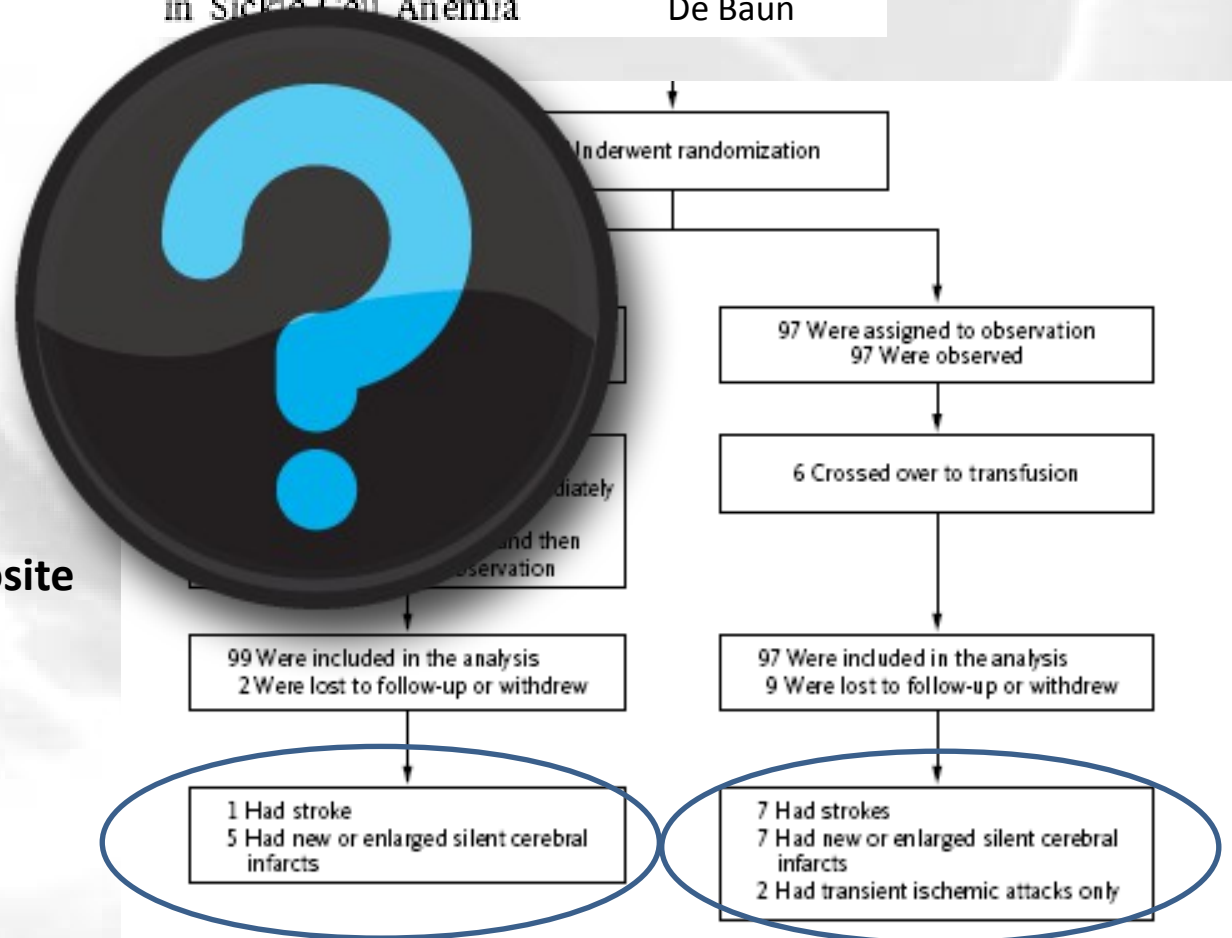 in Sickle Cell Anemia
De Baun
Underwent randomization
97 Were assigned to observation
97 Were observed
6 Crossed over to transfusion
and then
99 Were included in the analysis
2 Were lost to follow-up or withdrew
97 Were included in the analysis
9 Were lost to follow-up or withdrew
1 Had stroke
5 Had new or enlarged silent cerebral
infarcts
7 Had strokes
7 Had new or enlarged silent cerebral
infarcts
2 Had transient ischemic attacks only